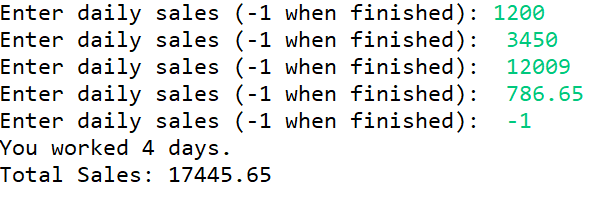 Enter daily sales (-1 when finished): 1200
Enter daily sales (-1 when finished): 3450
Enter daily sales (-1 when finished): 12009
Enter daily sales (-1 when finished): 786.65
Enter daily sales (-1 when finished): -1
You worked 4 days.
Total Sales: 17445.65